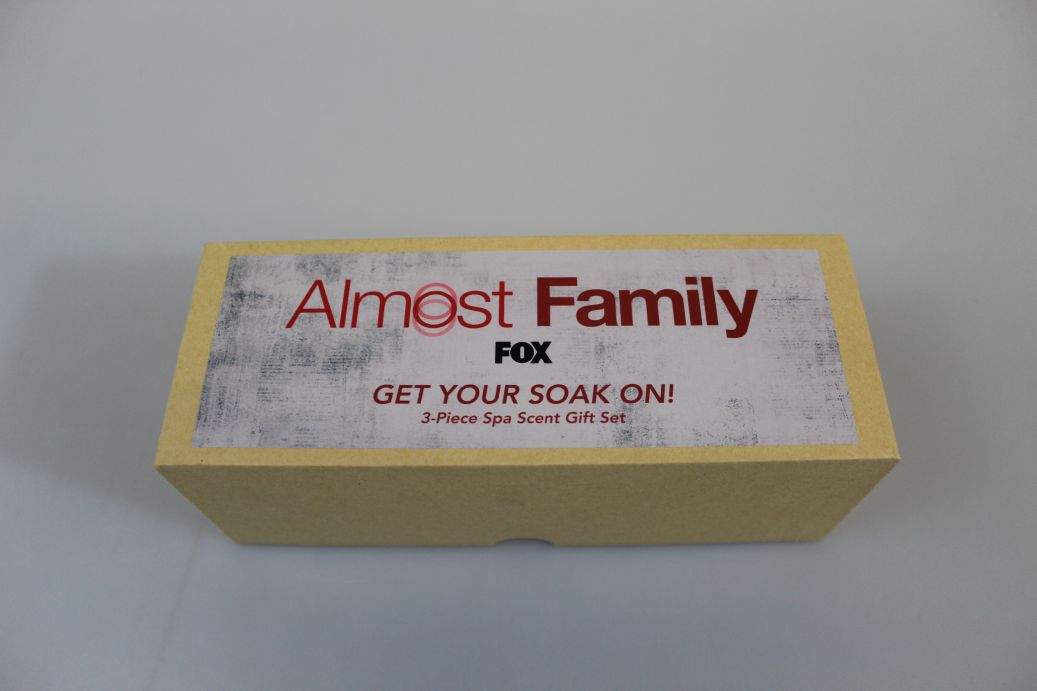 Almost Family
FOX
GET YOUR SOAK ON!
3-Piece Spa Scent Gift Set